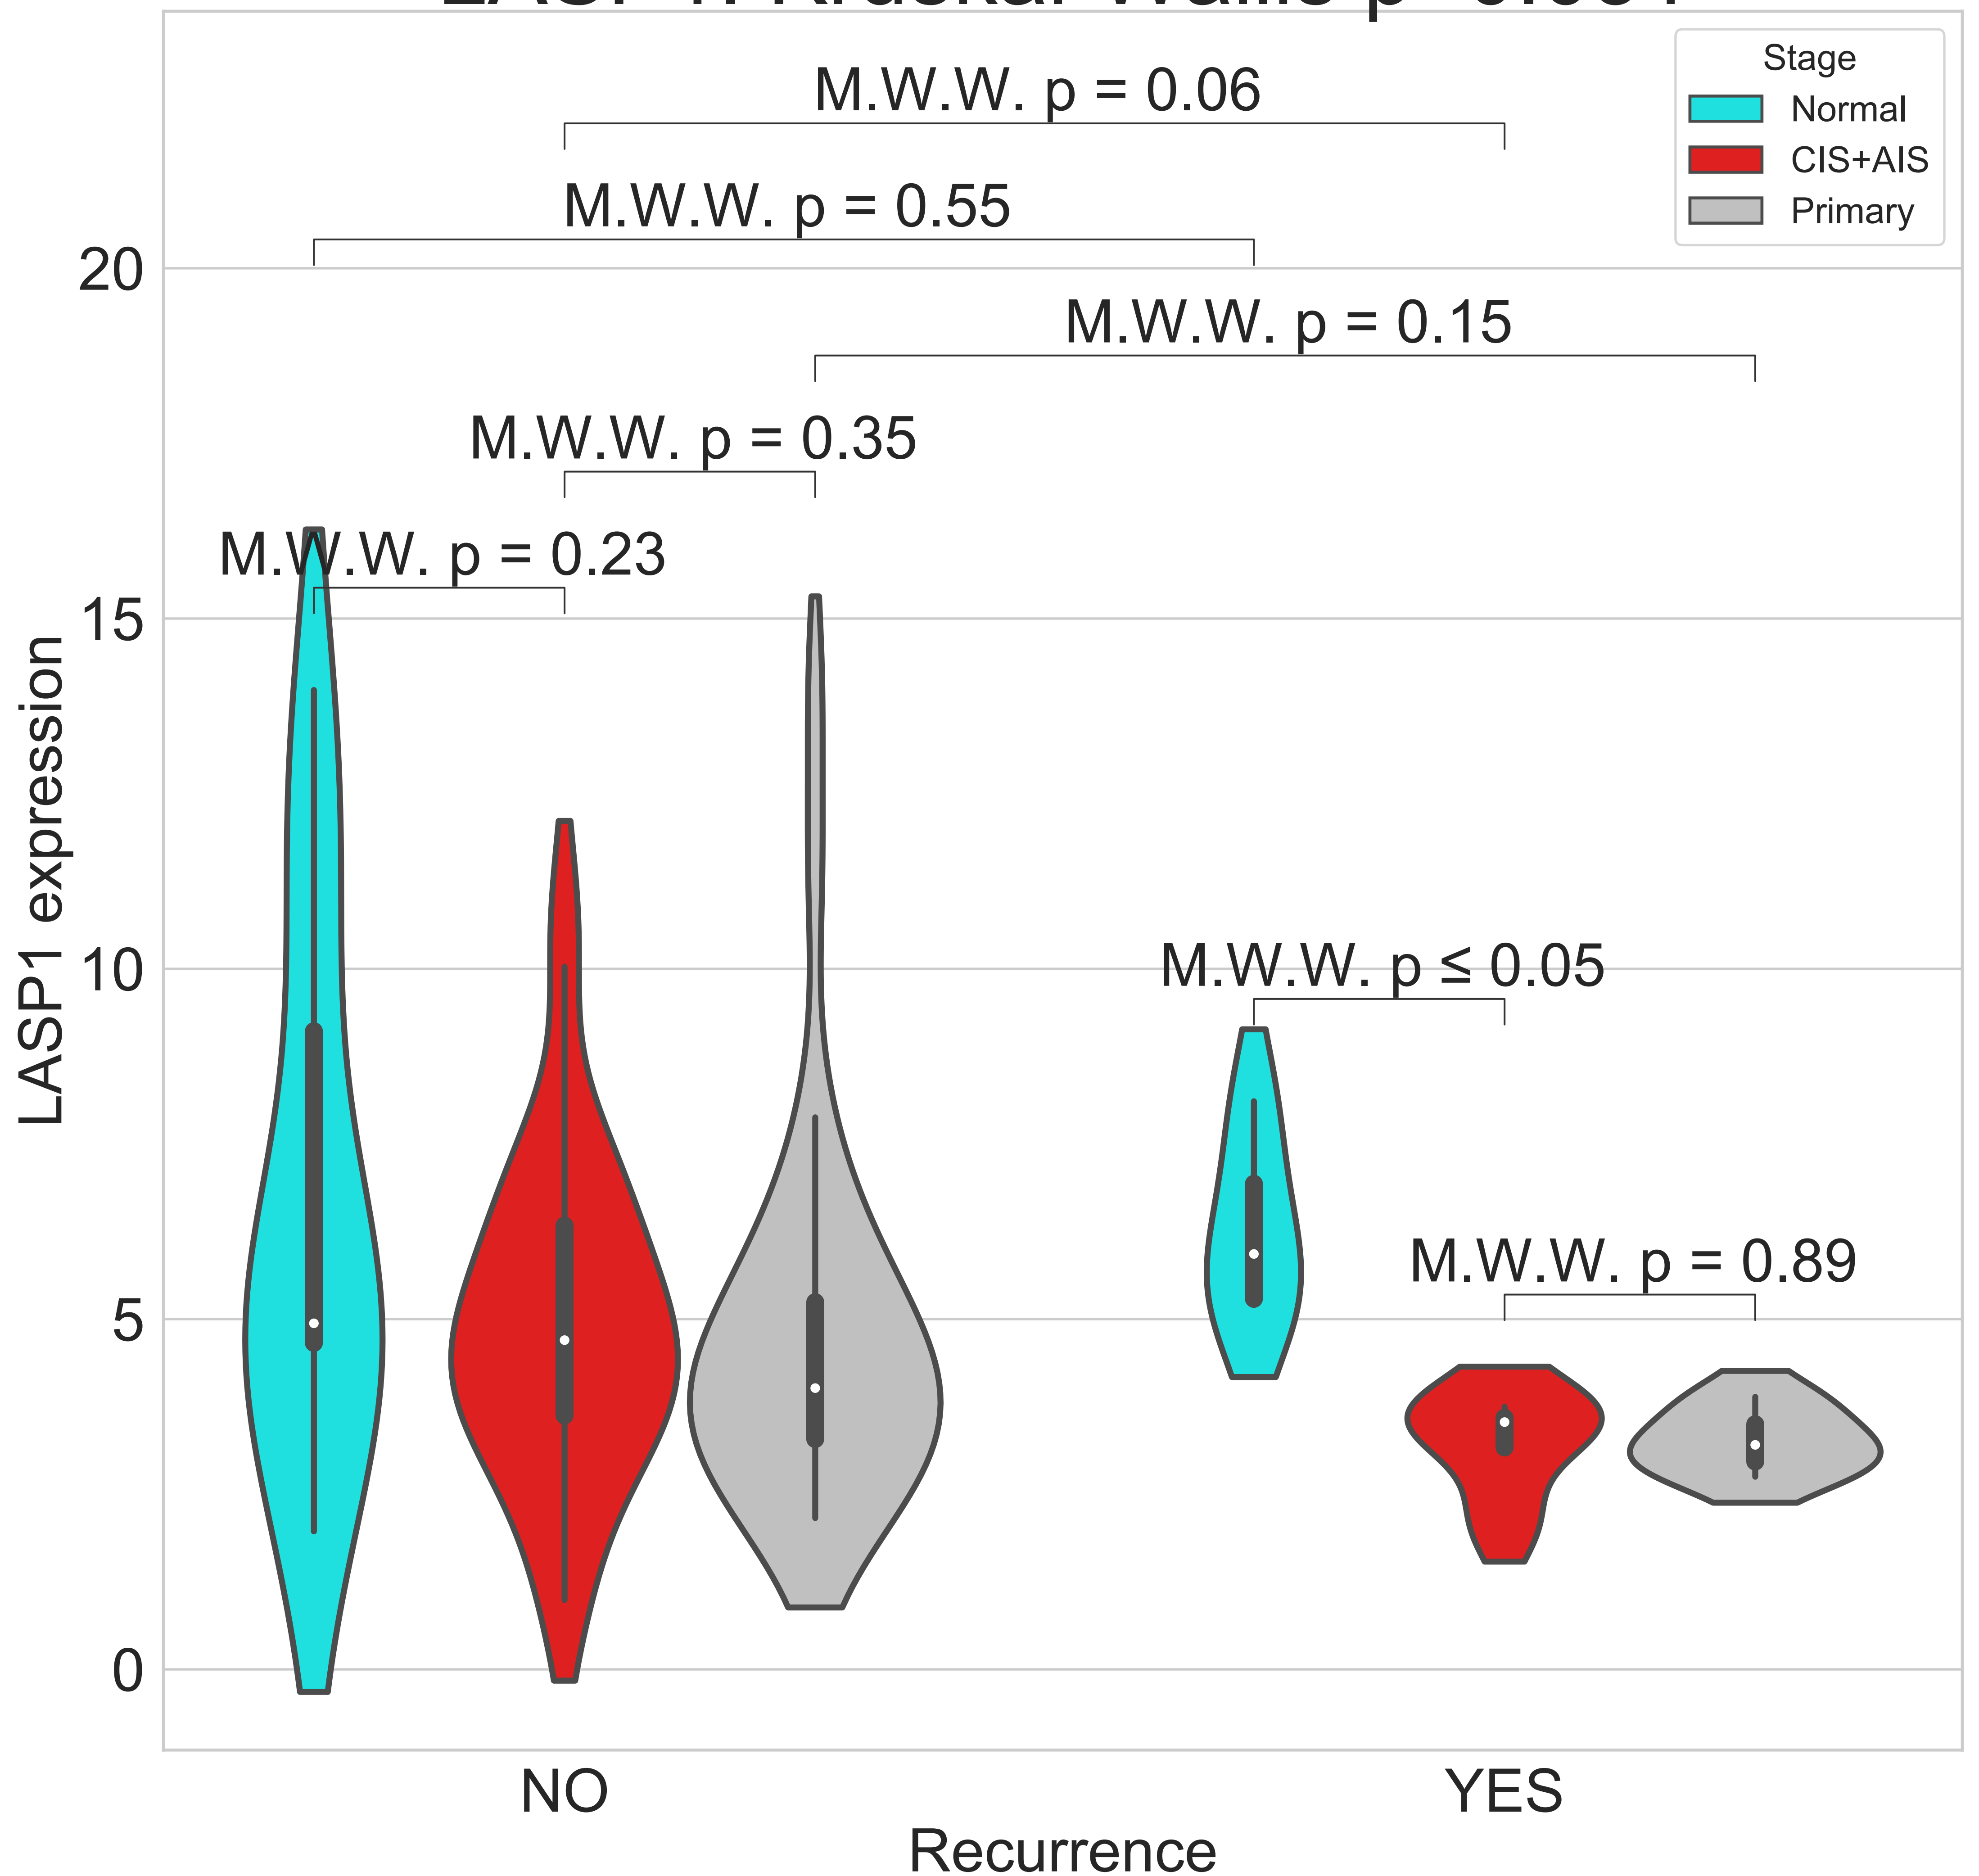 Stage
Normal
CIS+AIS
Primary
M.W.W. p = 0.06
M.W.W. p = 0.55
M.W.W. p = 0.15
M.W.W. p = 0.35
M.W.W. p = 0.23
M.W.W. p ≤ 0.05
M.W.W. p = 0.89
20
15
10
5
0
LASP1 expression
NO
YES
Recurrence